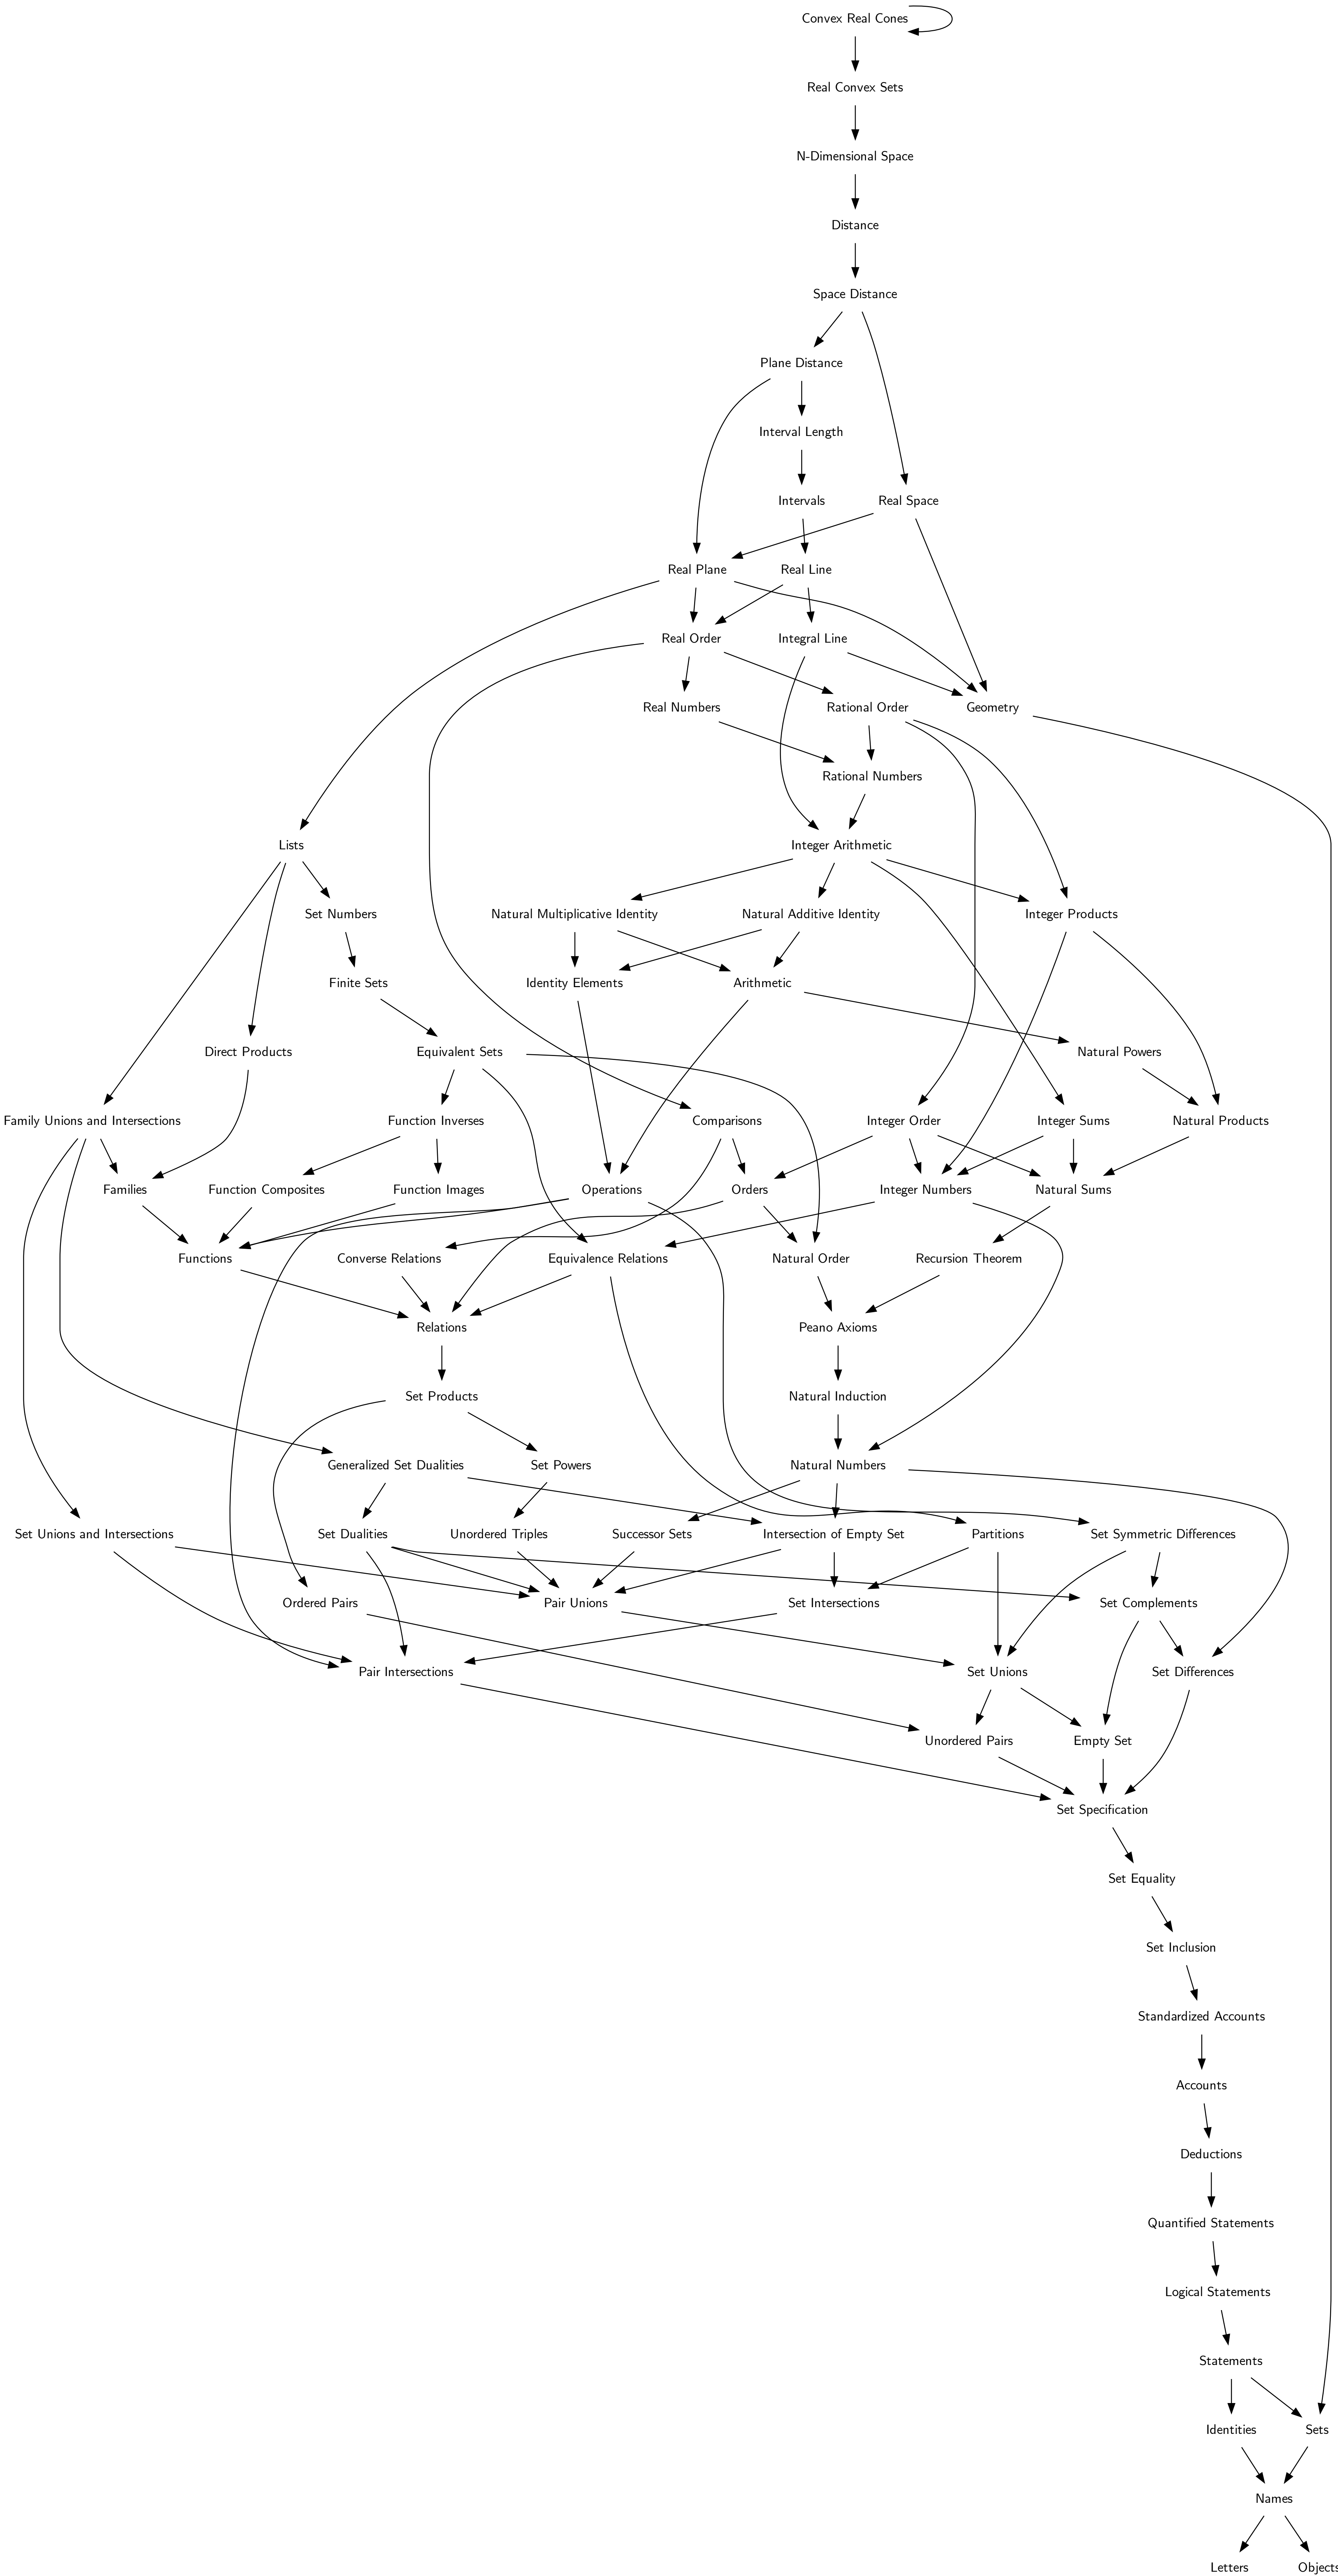 Convex Real Cones
Real Convex Sets
N-Dimensional Space
Distance
Space Distance
Plane Distance
Interval Length
Intervals
Real Space
Real Plane
Real Line
Real Order
Integral Line
Real Numbers
Rational Order
Geometry
Rational Numbers
Lists
Integer Arithmetic
Set Numbers
Natural Multiplicative Identity
Natural Additive Identity
Integer Products
Finite Sets
Identity Elements
Arithmetic
Direct Products
Equivalent Sets
Natural Powers
Family Unions and Intersections
Function Inverses
Comparisons
Integer Order
Integer Sums
Natural Products
Families
Function Composites
Function Images
Operations
Orders
Integer Numbers
Natural Sums
Functions
Converse Relations
Equivalence Relations
Natural Order
Recursion Theorem
Relations
Peano Axioms
Set Products
Natural Induction
Generalized Set Dualities
Set Powers
Natural Numbers
Set Unions and Intersections
Set Dualities
Unordered Triples
Successor Sets
Intersection of Empty Set
Partitions
Set Symmetric Differences
Ordered Pairs
Pair Unions
Set Intersections
Set Complements
Pair Intersections
Set Unions
Set Differences
Unordered Pairs
Empty Set
Set Specification
Set Equality
Set Inclusion
Standardized Accounts
Accounts
Deductions
Quantified Statements
Logical Statements
Statements
Identities
Sets
Names
Letters
Objects